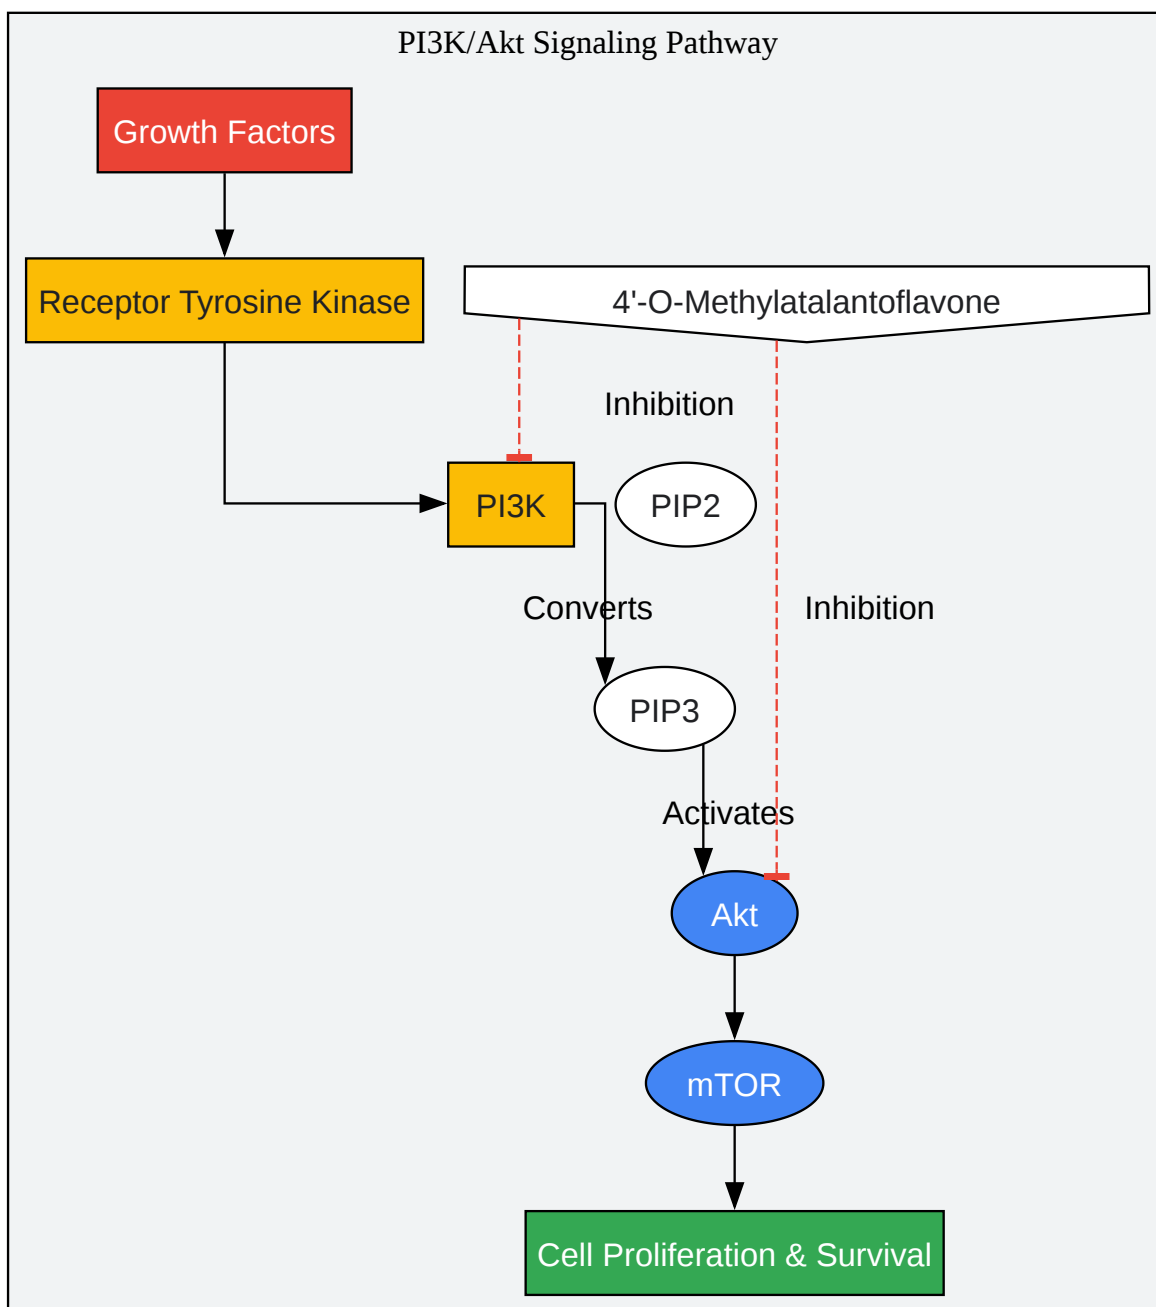 PI3K/Akt Signaling Pathway
Growth Factors
Receptor Tyrosine Kinase
4'-O-Methylatalantoflavone
Inhibition
PI3K
PIP2
Converts
Inhibition
PIP3
Activates
Akt
mTOR
Cell Proliferation & Survival